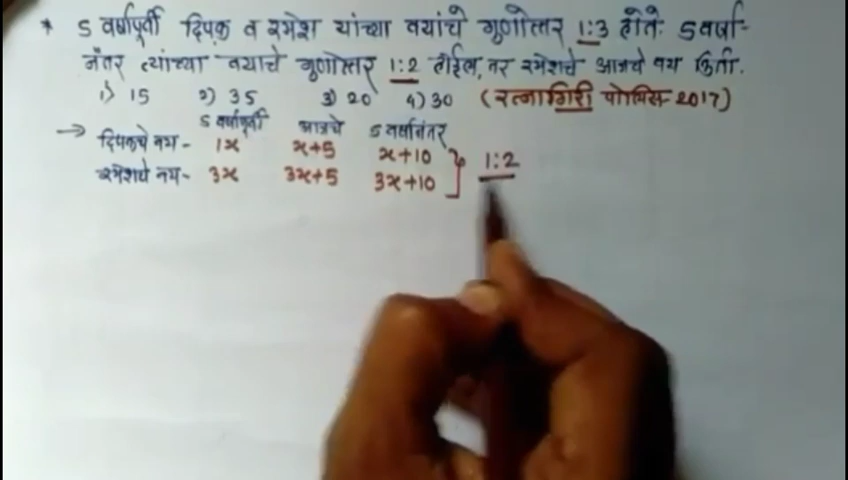 * 5 वर्षापूर्वी दिपक व रमेश यांच्या वयांचे गुणोत्तर 1:3 होते 5 वर्षा-
नंतर त्यांच्या वयाचे गुणोत्तर 1:2 होईल, तर रमेशचे आजचे वय किती.
1) 15 2) 35 3) 20 4) 30 (रत्नागिरी पोलिस-2017)
5 वर्षापूर्वी आजचे 5 वर्षानंतर
→ दिपकचे वय - 1x x+5 x+10
रमेशचे वय - 3x 3x+5 3x+10 } 1:2